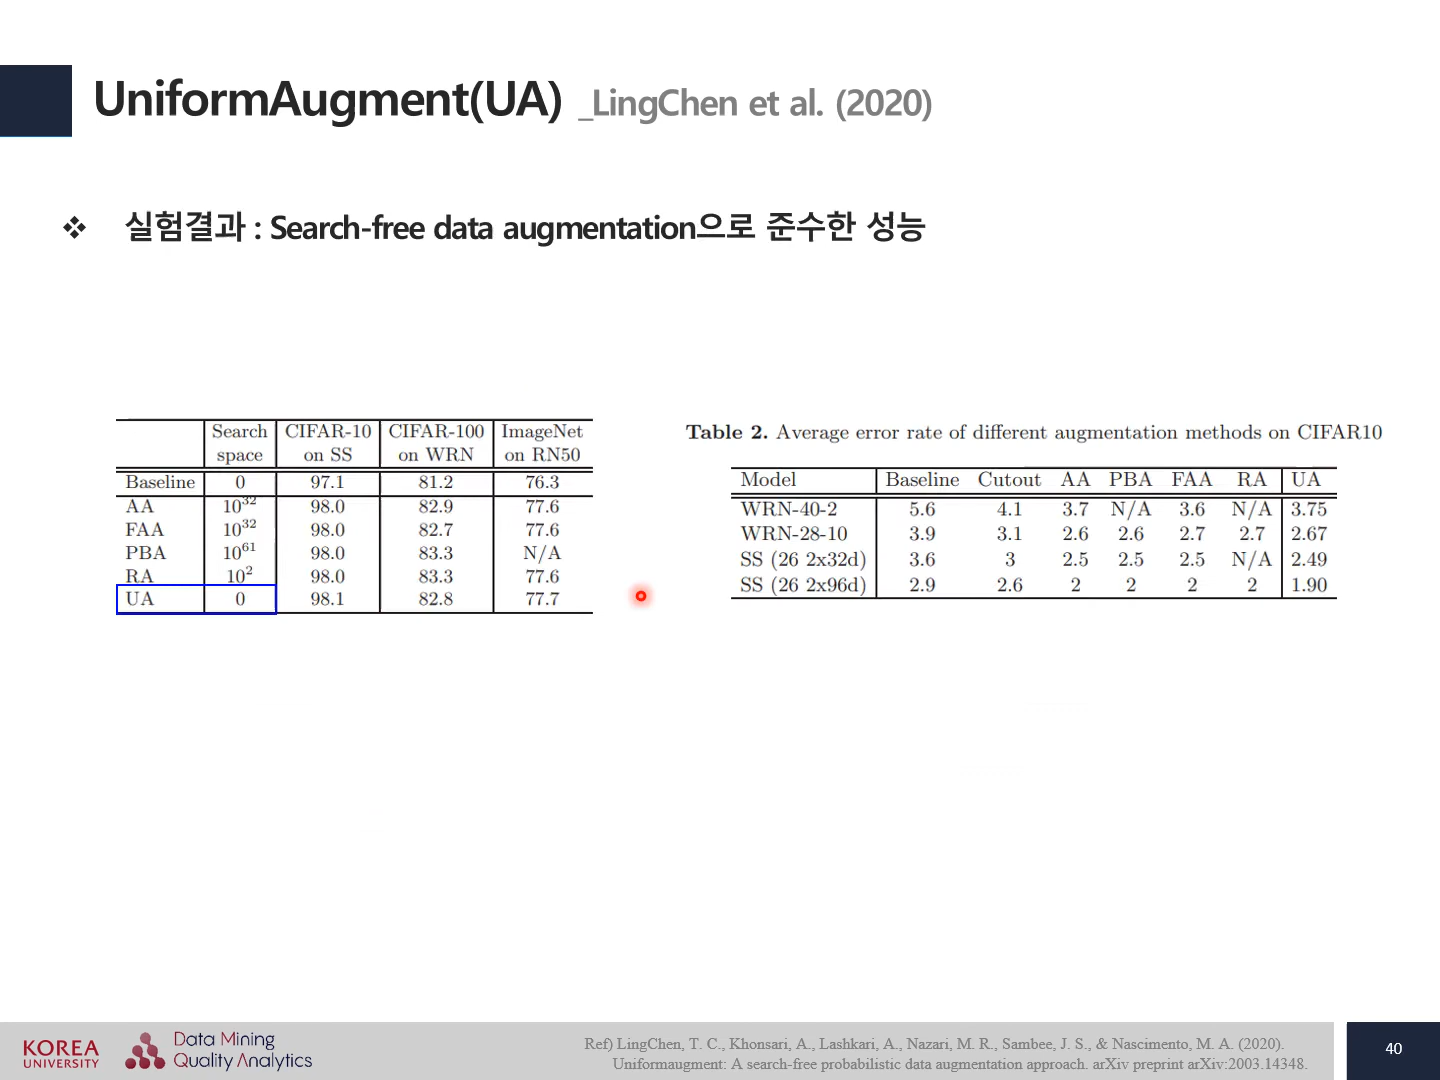 UniformAugment(UA) _LingChen et al. (2020)
❖ 실험결과 : Search-free data augmentation으로 준수한 성능
Search space | CIFAR-10 on SS | CIFAR-100 on WRN | ImageNet on RN50
Baseline 0 97.1 81.2 76.3
AA 10^32 98.0 82.9 77.6
FAA 10^32 98.0 82.7 77.6
PBA 10^61 98.0 83.3 N/A
RA 10^2 98.0 83.3 77.6
UA 0 98.1 82.8 77.7
Table 2. Average error rate of different augmentation methods on CIFAR10
Model Baseline Cutout AA PBA FAA RA UA
WRN-40-2 5.6 4.1 3.7 N/A 3.6 N/A 3.75
WRN-28-10 3.9 3.1 2.6 2.6 2.7 2.7 2.67
SS (26 2x32d) 3.6 3 2.5 2.5 2.5 N/A 2.49
SS (26 2x96d) 2.9 2.6 2 2 2 2 1.90
KOREA
UNIVERSITY
Data Mining
Quality Analytics
Ref) LingChen, T. C., Khonsari, A., Lashkari, A., Nazari, M. R., Sambee, J. S., & Nascimento, M. A. (2020).
Uniformaugment: A search-free probabilistic data augmentation approach. arXiv preprint arXiv:2003.14348.
40